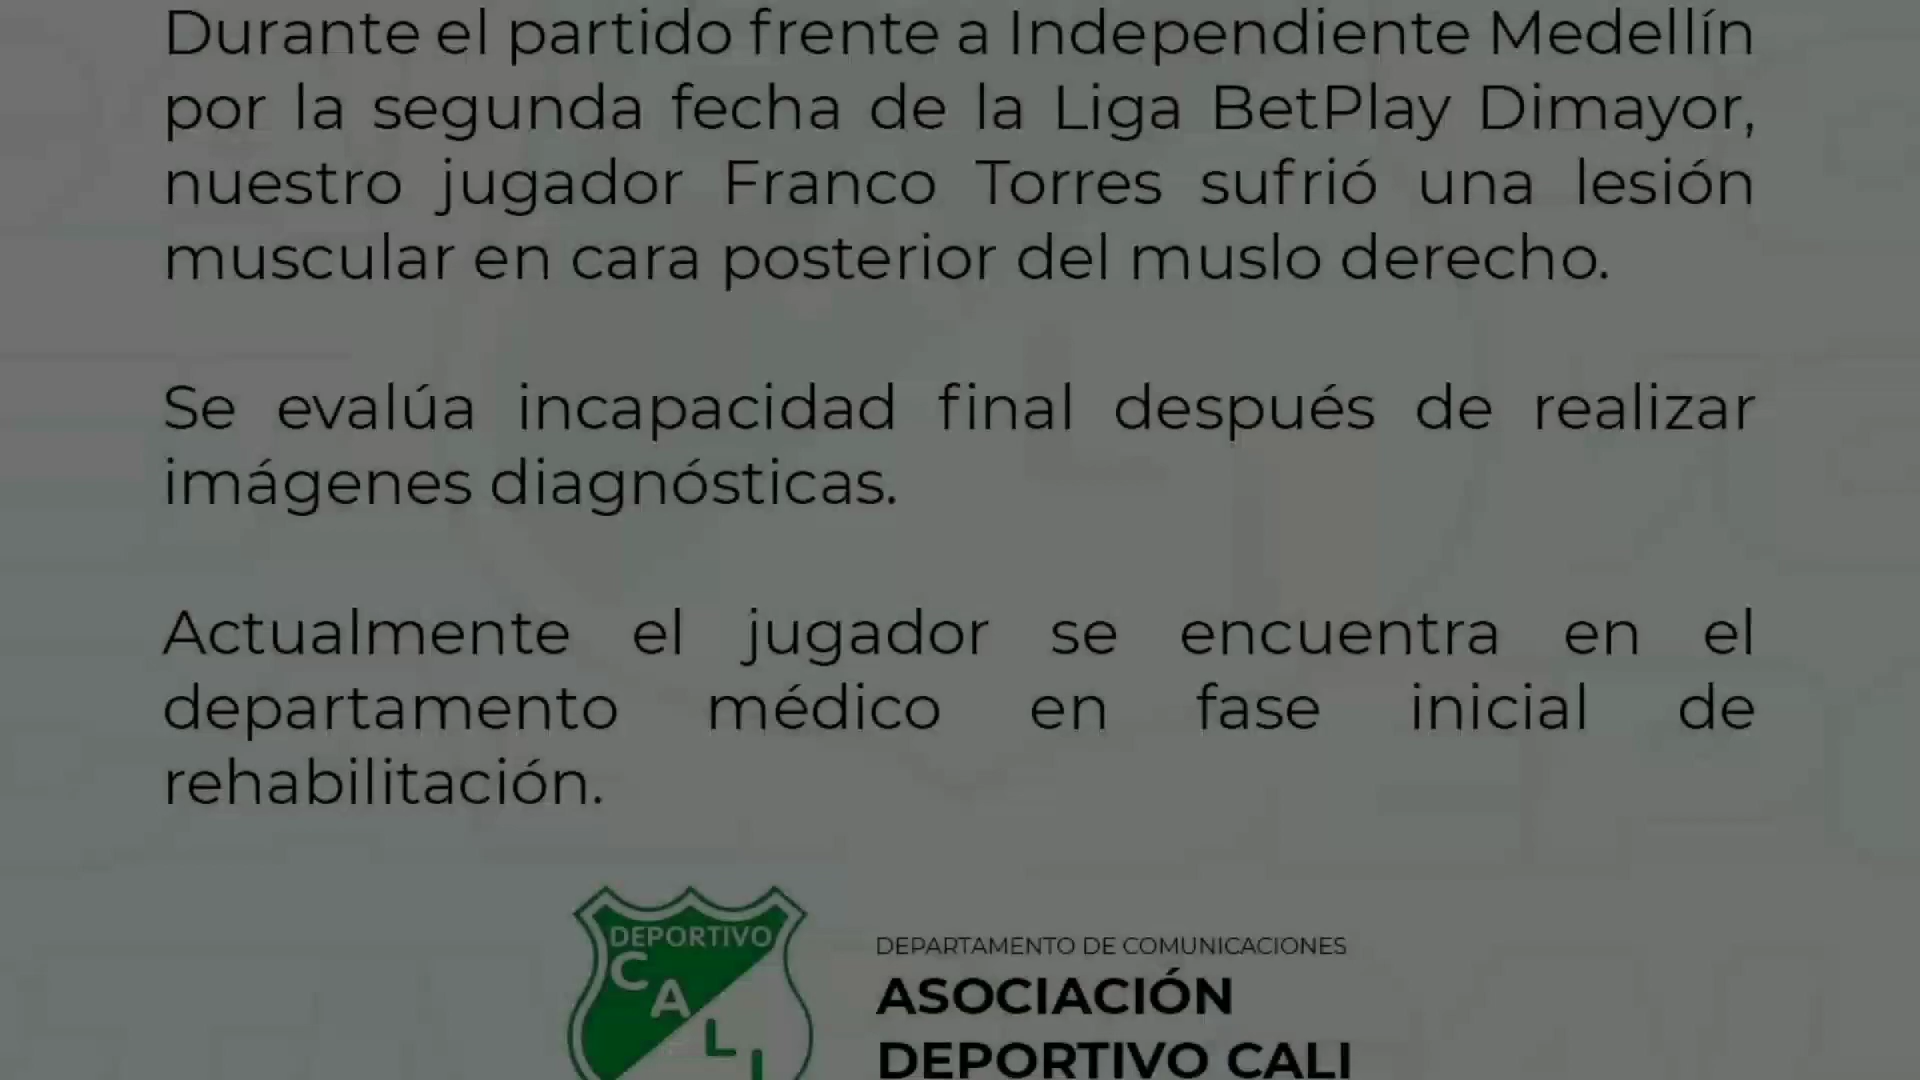 Durante el partido frente a Independiente Medellín
por la segunda fecha de la Liga BetPlay Dimayor,
nuestro jugador Franco Torres sufrió una lesión
muscular en cara posterior del muslo derecho.
Se evalúa incapacidad final después de realizar
imágenes diagnósticas.
Actualmente el jugador se encuentra en el
departamento médico en fase inicial de
rehabilitación.
DEPORTIVO
CALI
DEPARTAMENTO DE COMUNICACIONES
ASOCIACIÓN
DEPORTIVO CALI